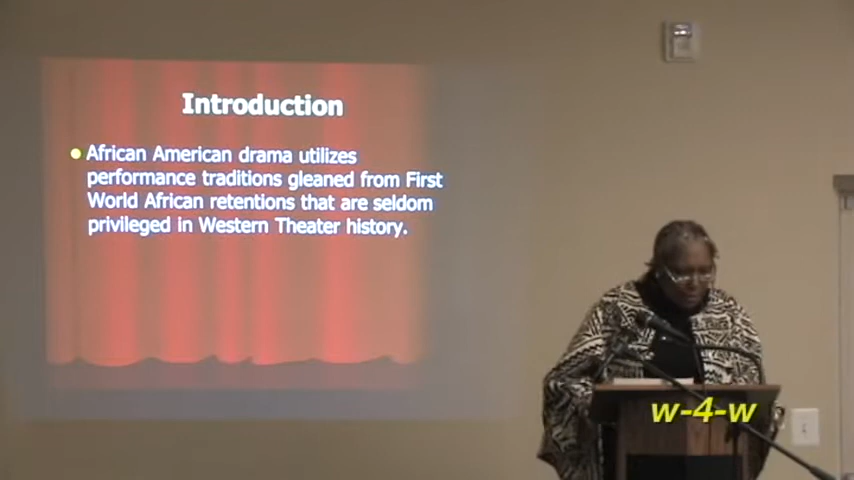 Introduction
African American drama utilizes
performance traditions gleaned from First
World African retentions that are seldom
privileged in Western Theater history.
w-4-w